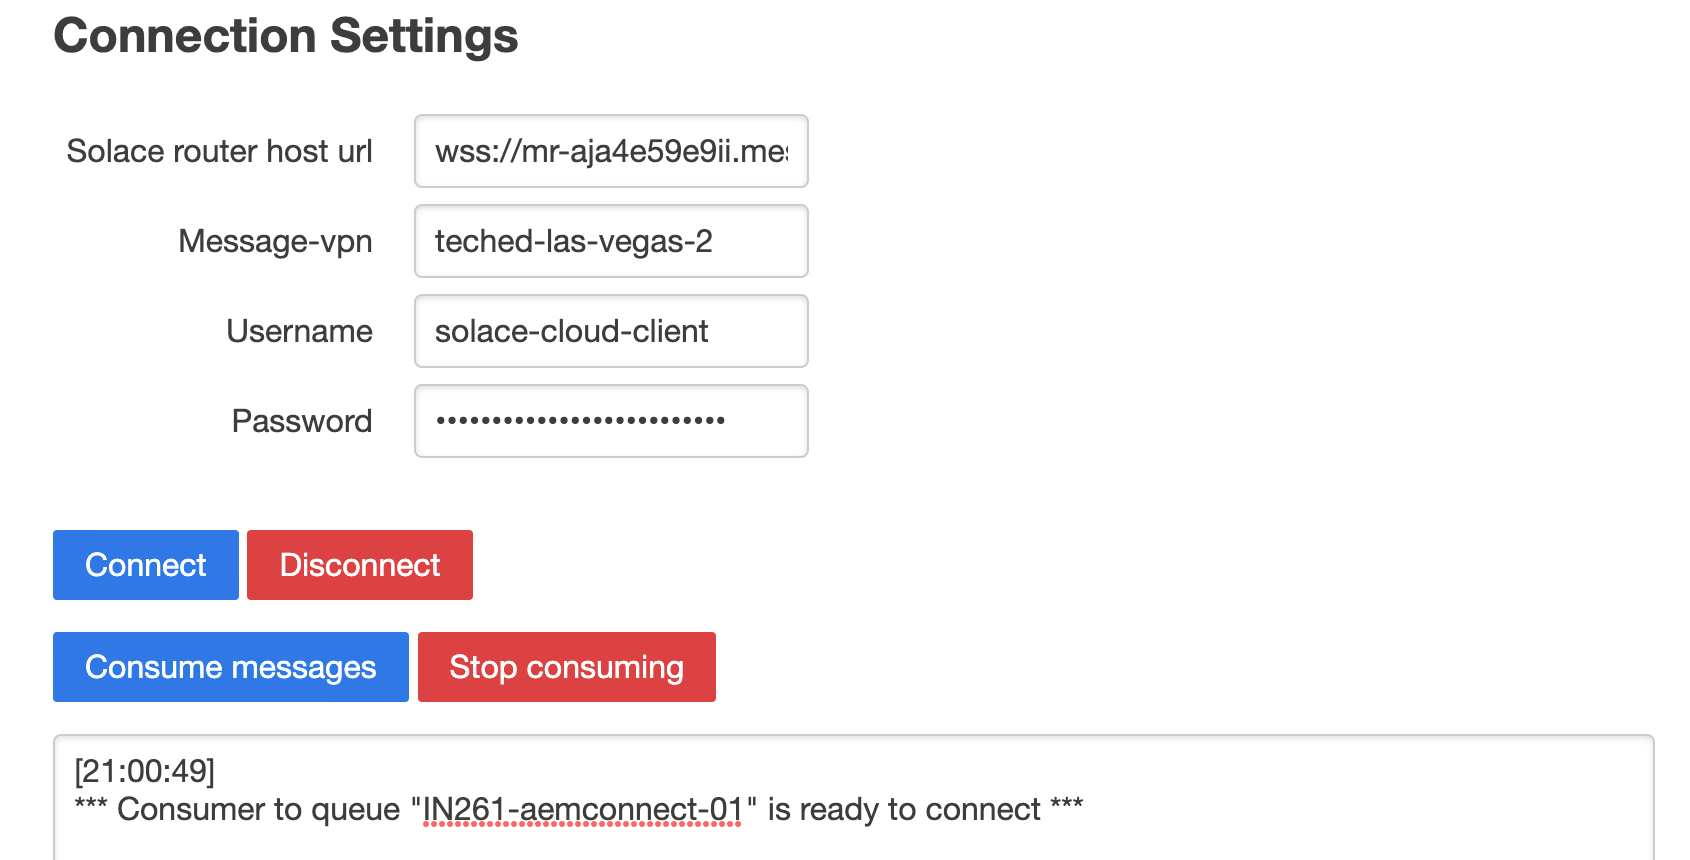 Connection Settings
Solace router host url
wss://mr-aja4e59e9ii.mes
Message-vpn
teched-las-vegas-2
Username
solace-cloud-client
Password
••••••••••••••••••••••••••
Connect Disconnect
Consume messages Stop consuming
[21:00:49]
*** Consumer to queue "IN261-aemconnect-01" is ready to connect ***